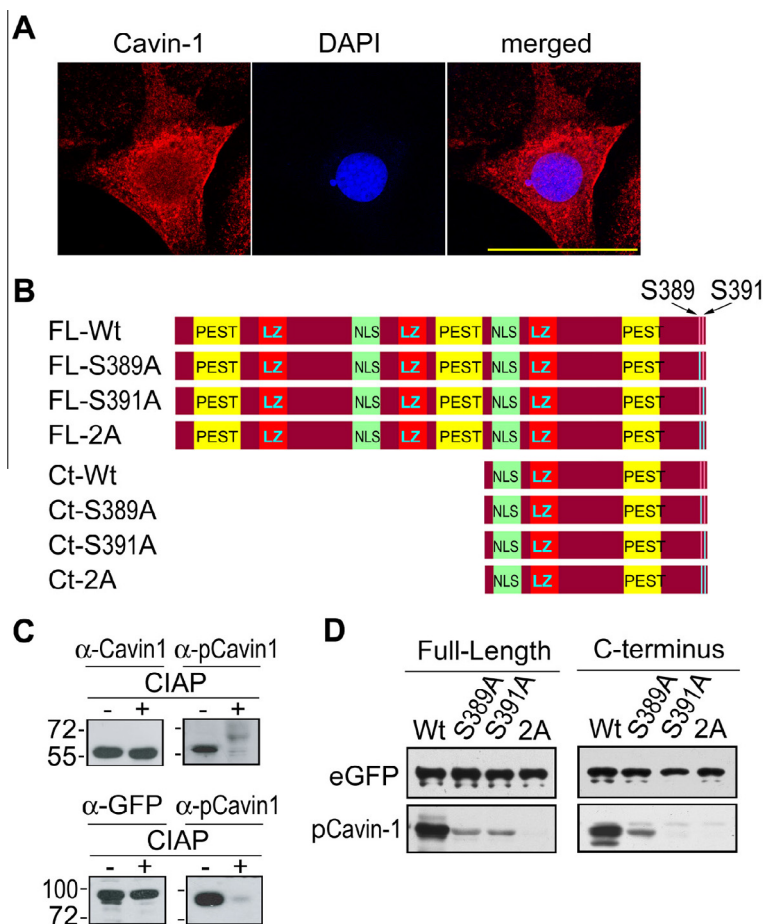 A
Cavin-1 DAPI merged
B
S389 S391
FL-Wt PEST LZ NLS LZ PEST NLS LZ PEST
FL-S389A PEST LZ NLS LZ PEST NLS LZ PEST
FL-S391A PEST LZ NLS LZ PEST NLS LZ PEST
FL-2A PEST LZ NLS LZ PEST NLS LZ PEST
Ct-Wt NLS LZ PEST
Ct-S389A NLS LZ PEST
Ct-S391A NLS LZ PEST
Ct-2A NLS LZ PEST
C
α-Cavin1 α-pCavin1
CIAP
- + - +
72-
55-
α-GFP α-pCavin1
CIAP
- + - +
100-
72-
D
Full-Length C-terminus
Wt S389A S391A 2A Wt S389A S391A 2A
eGFP
pCavin-1